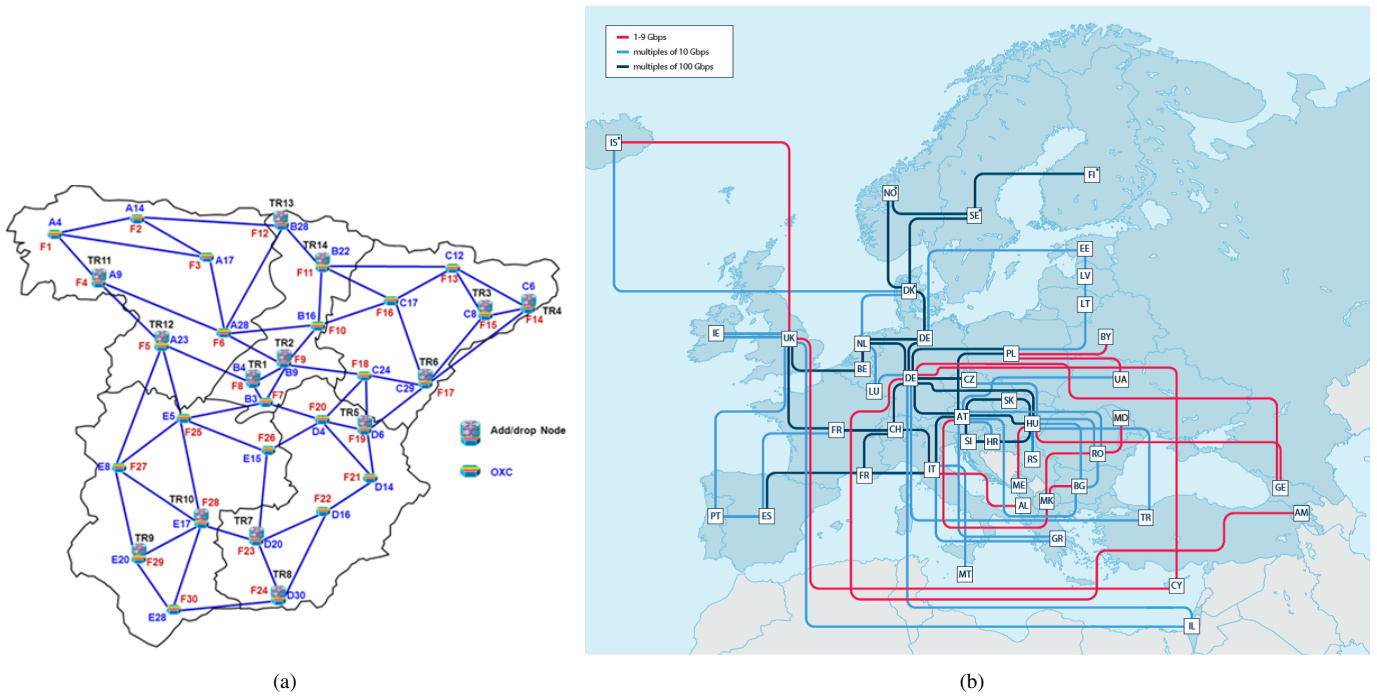 A4
F1
A14
F2
TR13
F12
B28
TR14
B22
F11
F3
A17
TR11
F4
A9
C12
F13
C6
TR3
F14
TR4
C8
F15
C17
F16
B16
F10
A28
F6
TR12
F5
A23
TR2
F9
B9
B4
TR1
F8
F18
C24
TR6
C29
F17
B3
F7
F20
D4
TR5
F19
D6
E5
F25
F26
E15
E8
F27
F21
D14
TR10
F28
E17
F22
D16
TR7
F23
D20
TR9
E20
F29
TR8
F24
D30
F30
E28
Add/drop Node
OXC
(a)
1-9 Gbps
multiples of 10 Gbps
multiples of 100 Gbps
IS*
NO*
FI*
SE*
EE
LV
DK*
LT
IE
UK
NL
DE
BY
PL
BE
LU
DE
CZ
UA
SK
AT
MD
HU
FR
CH
SI
HR
RS
RO
FR
IT
ME
BG
GE
MK
AL
PT
ES
TR
AM
GR
MT
CY
IL
(b)